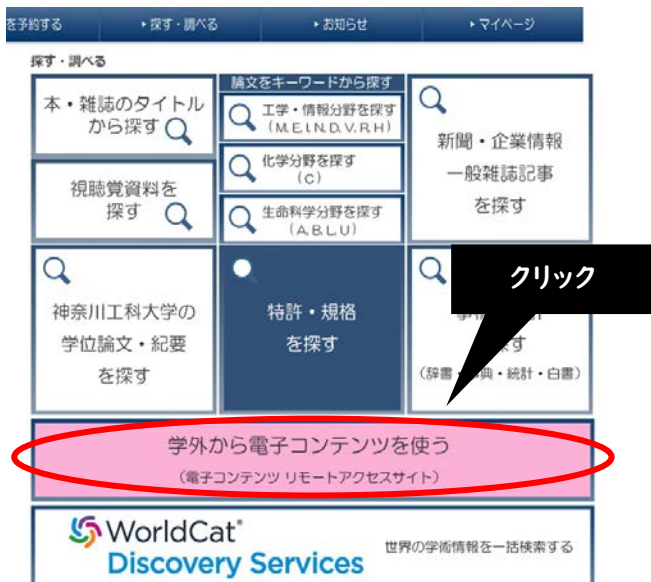 を予約する
・探す・調べる
・お知らせ
・マイページ
探す・調べる
本・雑誌のタイトル
から探す
視聴覚資料を
探す
論文をキーワードから探す
工学・情報分野を探す
(M.E.I.N.D.V.R.H)
化学分野を探す
(C)
生命科学分野を探す
(A.B.L.U)
新聞・企業情報
一般雑誌記事
を探す
神奈川工科大学の
学位論文・紀要
を探す
特許・規格
を探す
クリック
す
(辞書・
典・統計・白書)
学外から電子コンテンツを使う
(電子コンテンツ リモートアクセスサイト)
WorldCat®
Discovery Services
世界の学術情報を一括検索する